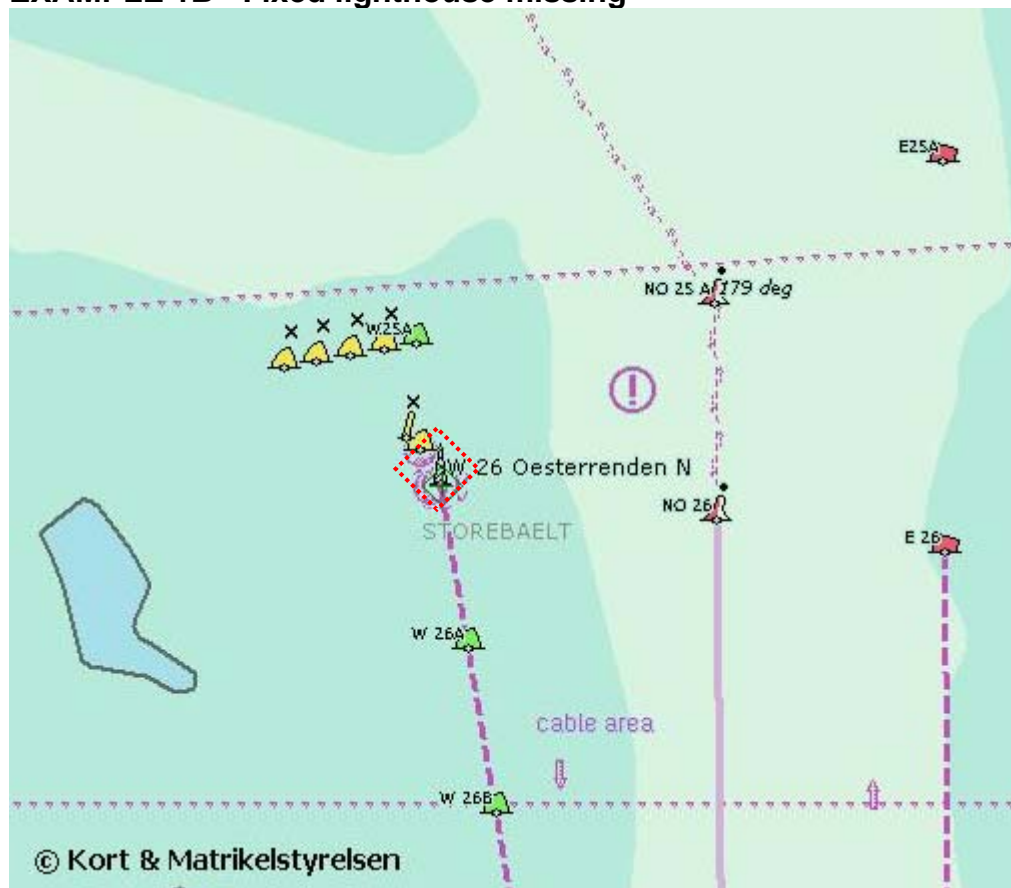 EXAMPLE 1B - Fixed lighthouse missing
E25A
NO 25 A 179 deg
W25A
W 26 Oesterrenden N
NO 26
STOREBAELT
E 26
W 26A
cable area
W 26B
© Kort & Matrikelstyrelsen